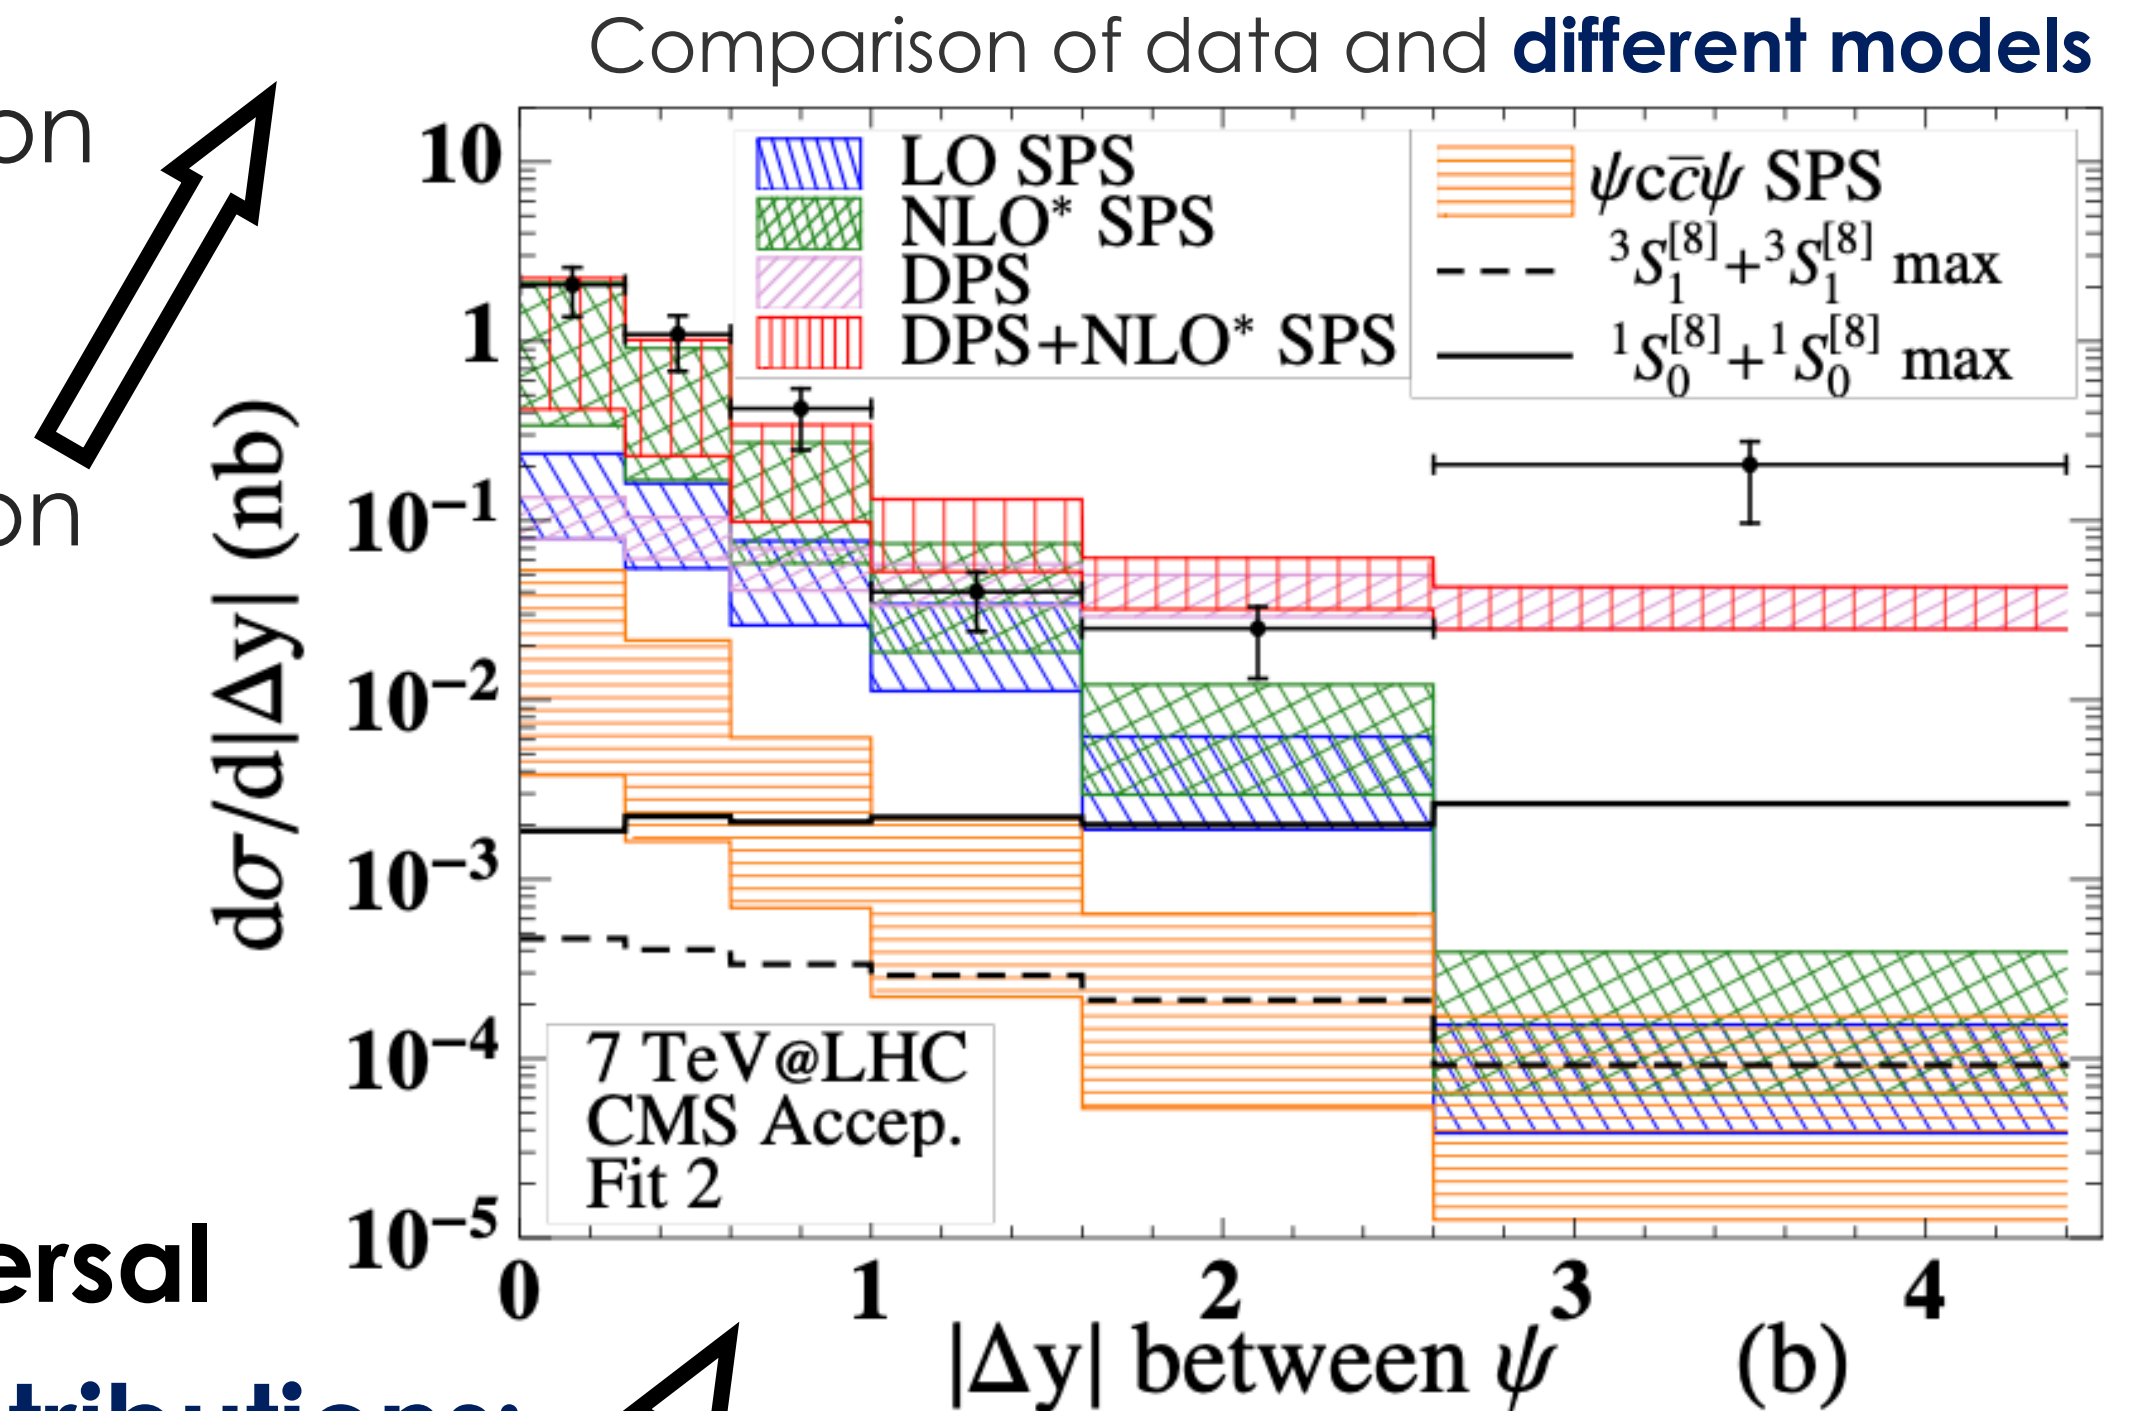 Comparison of data and different models
on
on
ersal
tributions:
dσ/d|Δy| (nb)
10
1
10⁻¹
10⁻²
10⁻³
10⁻⁴
10⁻⁵
LO SPS
NLO* SPS
DPS
DPS+NLO* SPS
ψcc̅ψ SPS
³S₁^[8]+³S₁^[8] max
¹S₀^[8]+¹S₀^[8] max
7 TeV@LHC
CMS Accep.
Fit 2
0 1 2 3 4
|Δy| between ψ (b)